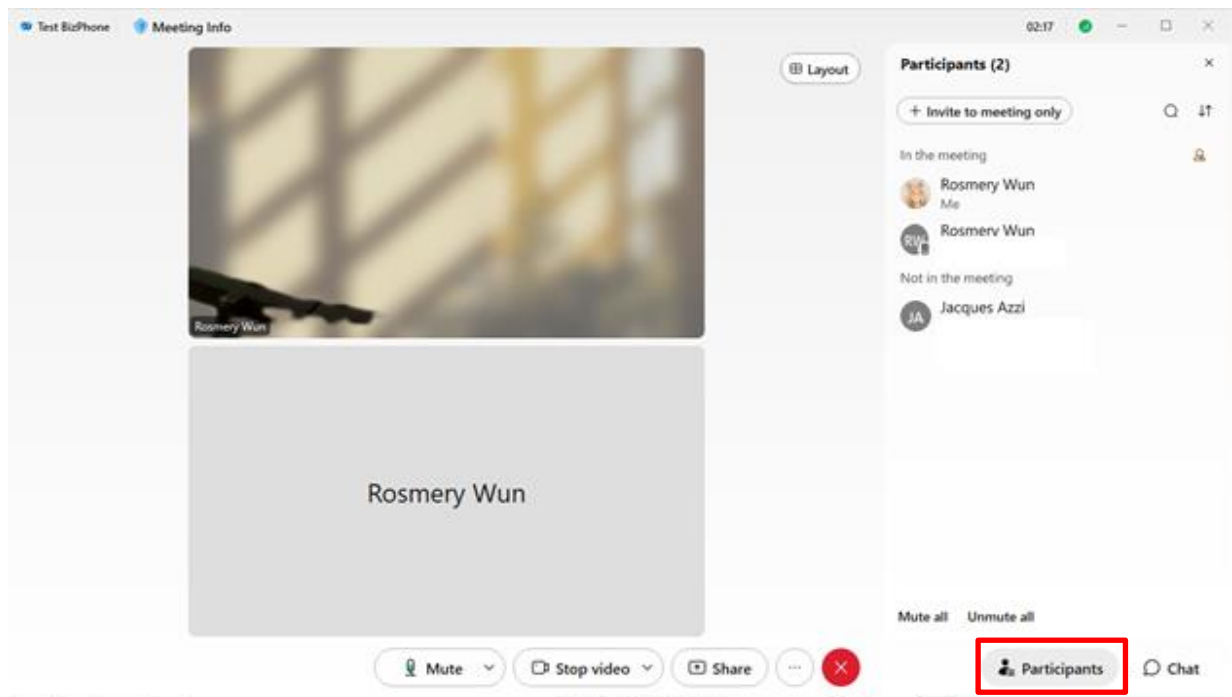 Test BizPhone
Meeting Info
02:17
Layout
Participants (2)
+ Invite to meeting only
In the meeting
Rosmery Wun
Me
RW
Rosmery Wun
Not in the meeting
JA
Jacques Azzi
Rosmery Wun
Rosmery Wun
Mute all
Unmute all
Mute
Stop video
Share
Participants
Chat